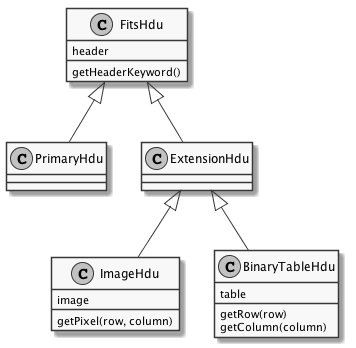 C FitsHdu
header
getHeaderKeyword()
C PrimaryHdu
C ExtensionHdu
C ImageHdu
image
getPixel(row, column)
C BinaryTableHdu
table
getRow(row)
getColumn(column)